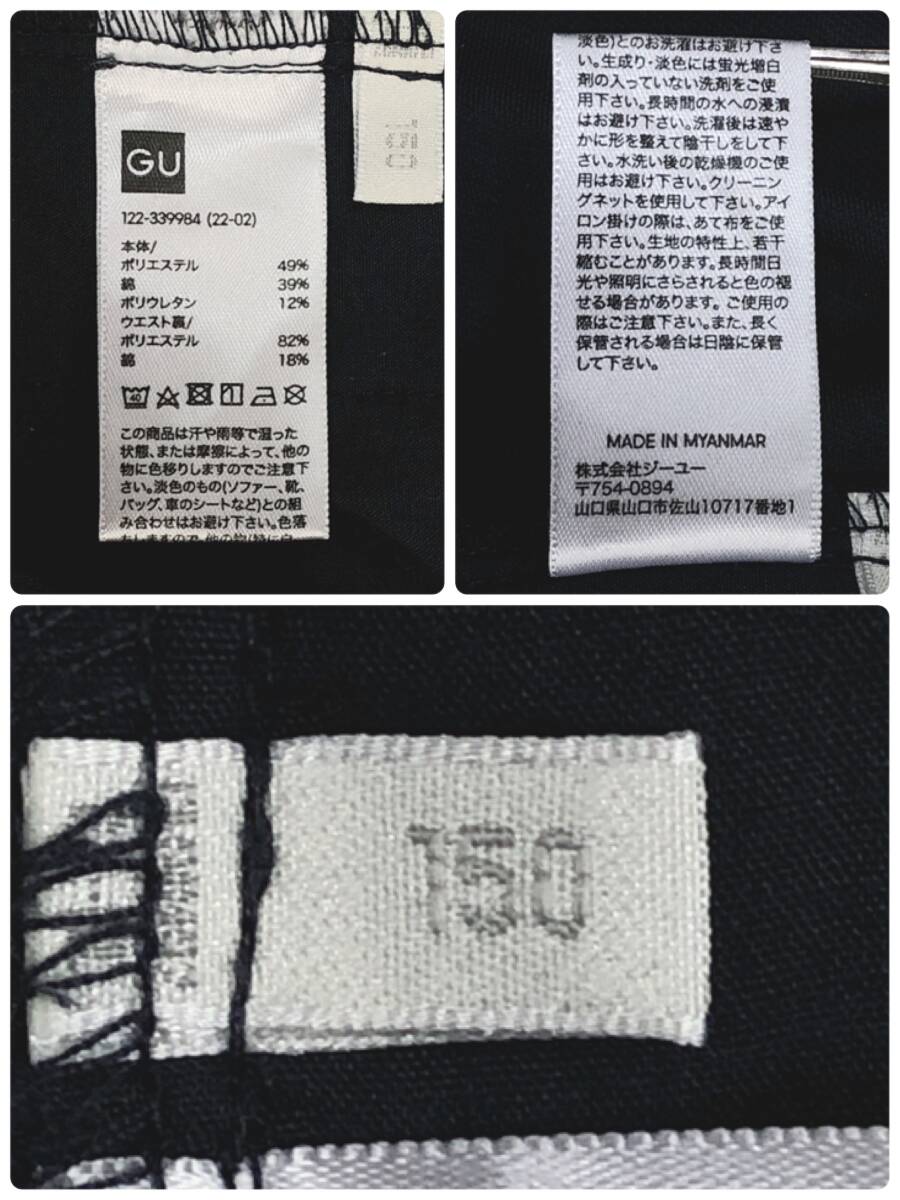 GU
122-339984 (22-02)
本体/
ポリエステル 49%
綿 39%
ポリウレタン 12%
ウエスト裏/
ポリエステル 82%
綿 18%
40
この商品は汗や雨等で湿った
状態、または摩擦によって、他の
物に色移りしますのでご注意下
さい。淡色のもの(ソファー、靴、
バッグ、車のシートなど)との組
み合わせはお避け下さい。色落
ちしますので、他の物(特に白
淡色)とのお洗濯はお避け下さ
い。生成り・淡色には蛍光増白
剤の入っていない洗剤をご使
用下さい。長時間の水への浸漬
はお避け下さい。洗濯後は速や
かに形を整えて陰干しをして下
さい。水洗い後の乾燥機のご使
用はお避け下さい。クリーニン
グネットを使用して下さい。アイ
ロン掛けの際は、あて布をご使
用下さい。生地の特性上、若干
縮むことがあります。長時間日
光や照明にさらされると色の褪
せる場合があります。ご使用の
際はご注意下さい。また、長く
保管される場合は日陰に保管
して下さい。
MADE IN MYANMAR
株式会社ジーユー
〒754-0894
山口県山口市佐山10717番地1